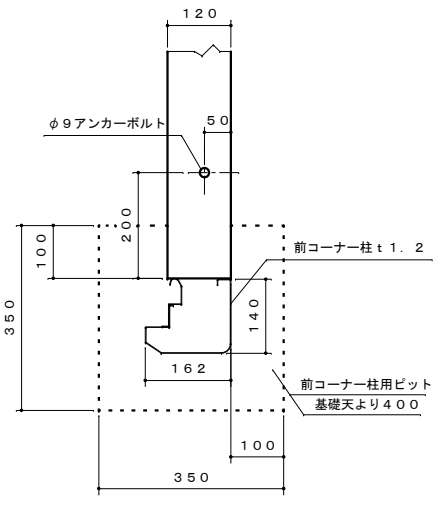 １２０
５０
φ９アンカーボルト
２００
１００
前コーナー柱ｔ１．２
３５０
１４０
１６２
前コーナー柱用ピット
基礎天より４００
１００
３５０